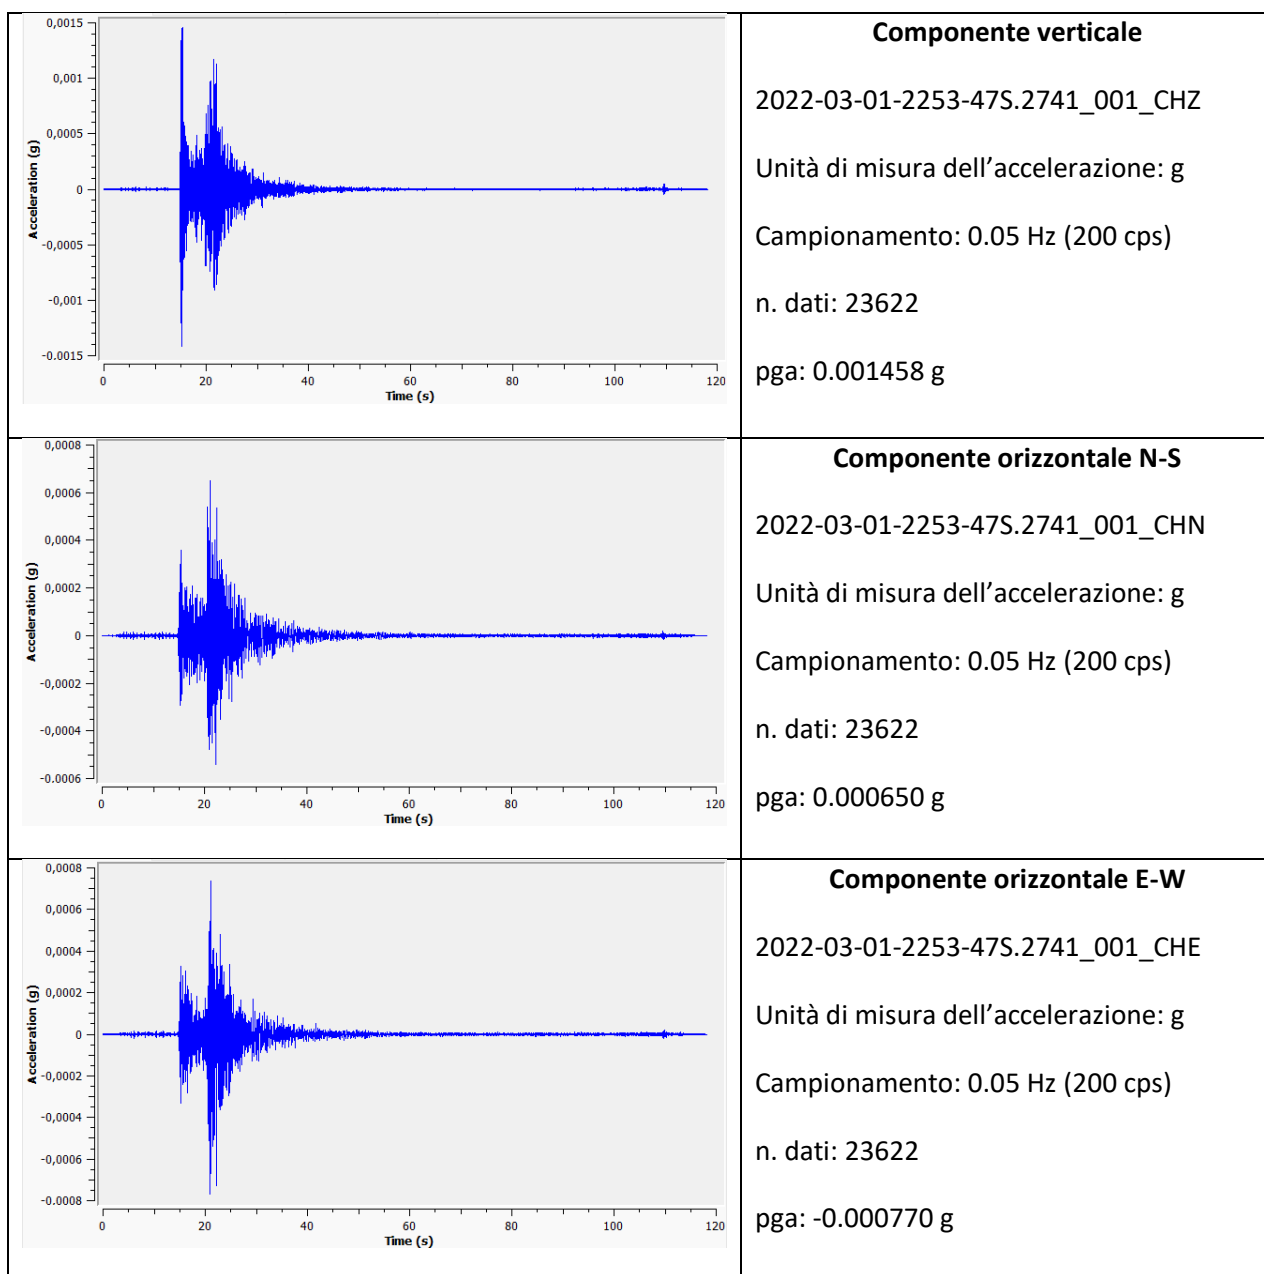 0,0015
0,001
0,0005
0
-0,0005
-0,001
-0.0015
Acceleration (g)
0 20 40 60 80 100 120
Time (s)
Componente verticale
2022-03-01-2253-47S.2741_001_CHZ
Unità di misura dell’accelerazione: g
Campionamento: 0.05 Hz (200 cps)
n. dati: 23622
pga: 0.001458 g
0,0008
0,0006
0,0004
0,0002
0
-0,0002
-0,0004
-0.0006
Acceleration (g)
0 20 40 60 80 100 120
Time (s)
Componente orizzontale N-S
2022-03-01-2253-47S.2741_001_CHN
Unità di misura dell’accelerazione: g
Campionamento: 0.05 Hz (200 cps)
n. dati: 23622
pga: 0.000650 g
0,0008
0,0006
0,0004
0,0002
0
-0,0002
-0,0004
-0,0006
-0.0008
Acceleration (g)
0 20 40 60 80 100 120
Time (s)
Componente orizzontale E-W
2022-03-01-2253-47S.2741_001_CHE
Unità di misura dell’accelerazione: g
Campionamento: 0.05 Hz (200 cps)
n. dati: 23622
pga: -0.000770 g